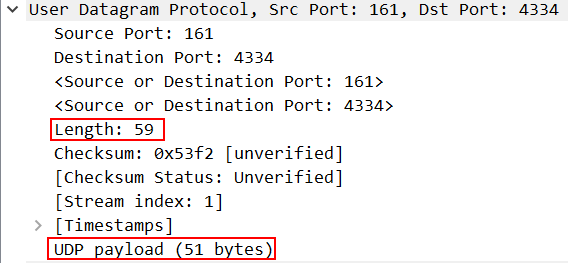 User Datagram Protocol, Src Port: 161, Dst Port: 4334
Source Port: 161
Destination Port: 4334
<Source or Destination Port: 161>
<Source or Destination Port: 4334>
Length: 59
Checksum: 0x53f2 [unverified]
[Checksum Status: Unverified]
[Stream index: 1]
[Timestamps]
UDP payload (51 bytes)